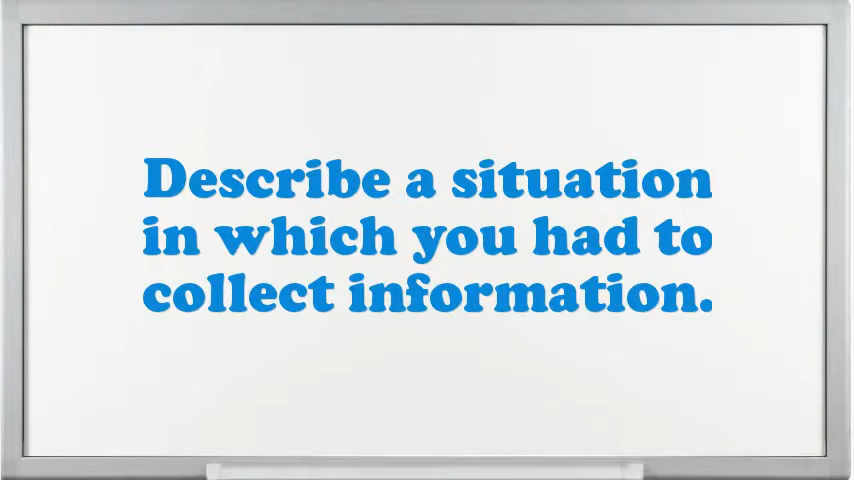 Describe a situation
in which you had to
collect information.